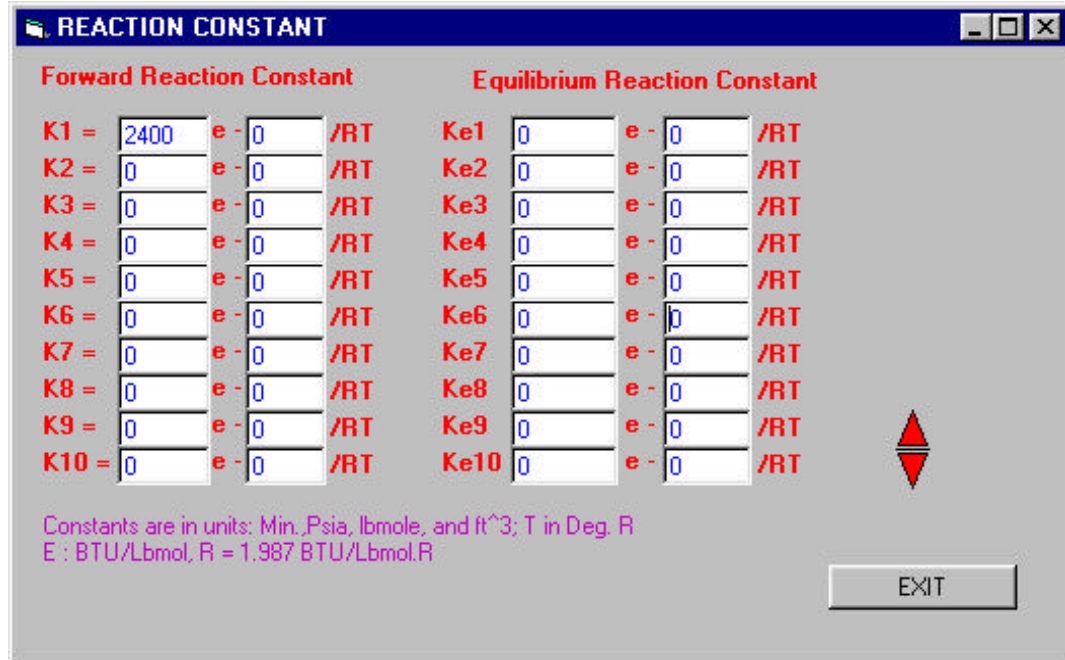 REACTION CONSTANT
Forward Reaction Constant Equilibrium Reaction Constant
K1 = 2400 e - 0 /RT Ke1 0 e - 0 /RT
K2 = 0 e - 0 /RT Ke2 0 e - 0 /RT
K3 = 0 e - 0 /RT Ke3 0 e - 0 /RT
K4 = 0 e - 0 /RT Ke4 0 e - 0 /RT
K5 = 0 e - 0 /RT Ke5 0 e - 0 /RT
K6 = 0 e - 0 /RT Ke6 0 e - 0 /RT
K7 = 0 e - 0 /RT Ke7 0 e - 0 /RT
K8 = 0 e - 0 /RT Ke8 0 e - 0 /RT
K9 = 0 e - 0 /RT Ke9 0 e - 0 /RT
K10 = 0 e - 0 /RT Ke10 0 e - 0 /RT
Constants are in units: Min.,Psia, lbmole, and ft^3; T in Deg. R
E : BTU/Lbmol, R = 1.987 BTU/Lbmol.R
EXIT